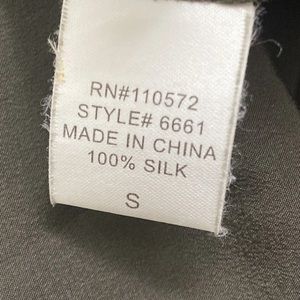 RN#110572
STYLE# 6661
MADE IN CHINA
100% SILK
S